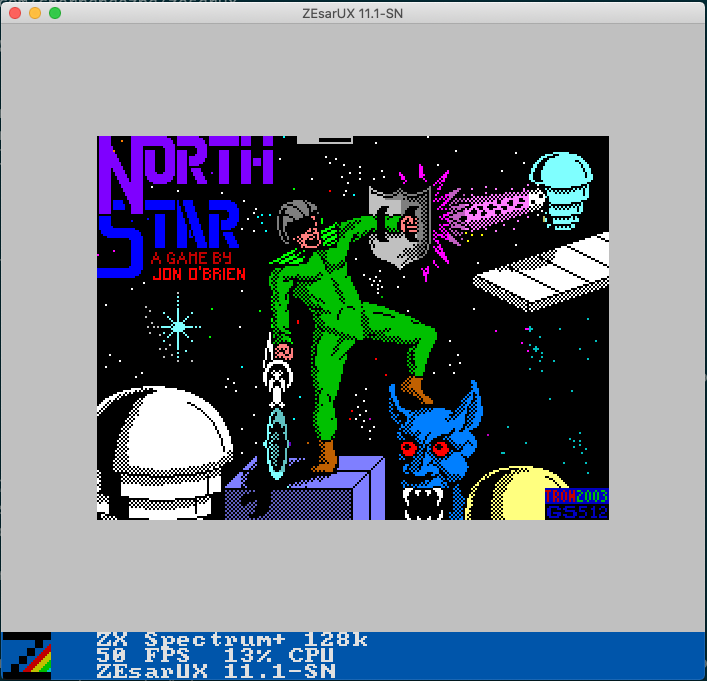 ZEsarUX 11.1-SN
NORTH
STAR
A GAME BY
JON O'BRIEN
TRON2003
GS512
ZX Spectrum+ 128k
50 FPS 13% CPU
ZEsarUX 11.1-SN